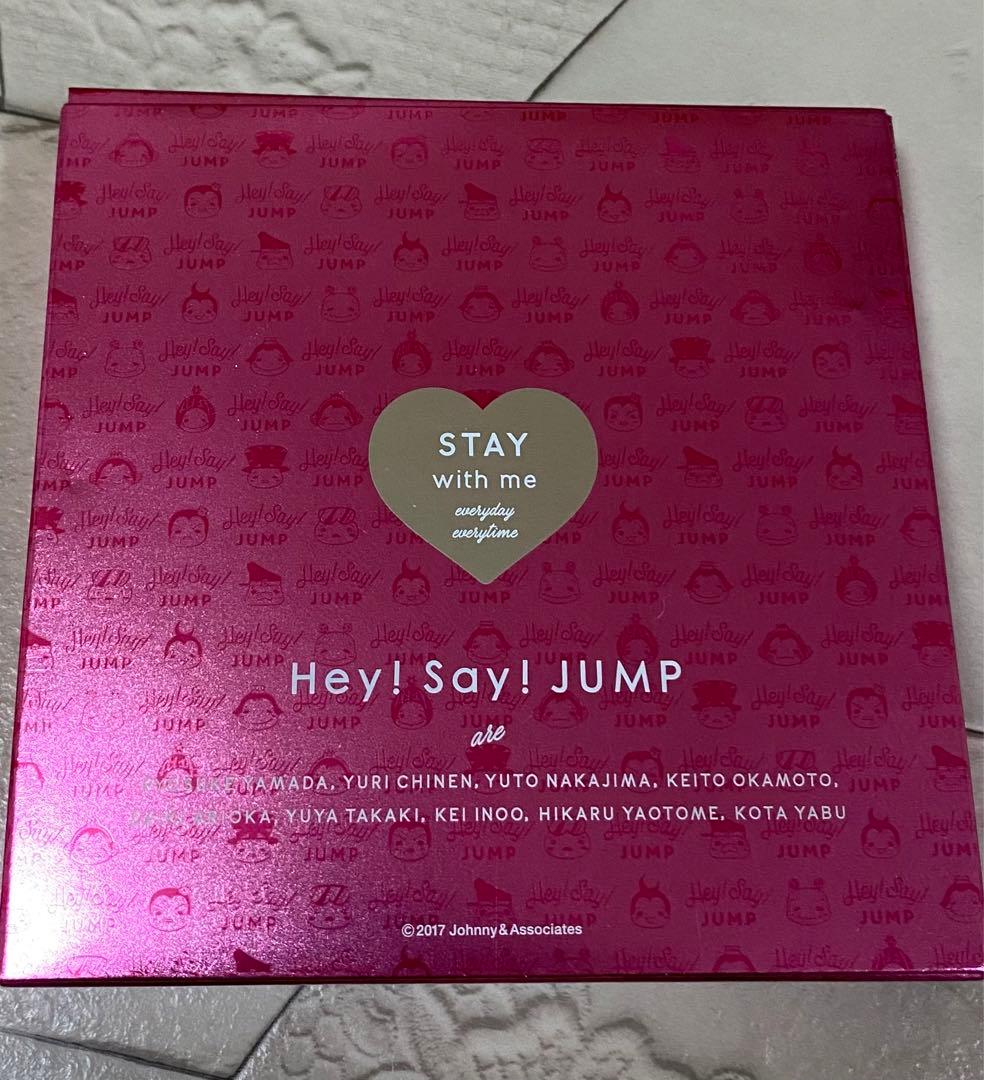 STAY
with me
everyday
everytime
Hey! Say! JUMP
are
YAMADA, YURI CHINEN, YUTO NAKAJIMA, KEITO OKAMOTO,
ARIOKA, YUYA TAKAKI, KEI INOO, HIKARU YAOTOME, KOTA YABU
©2017 Johnny&Associates